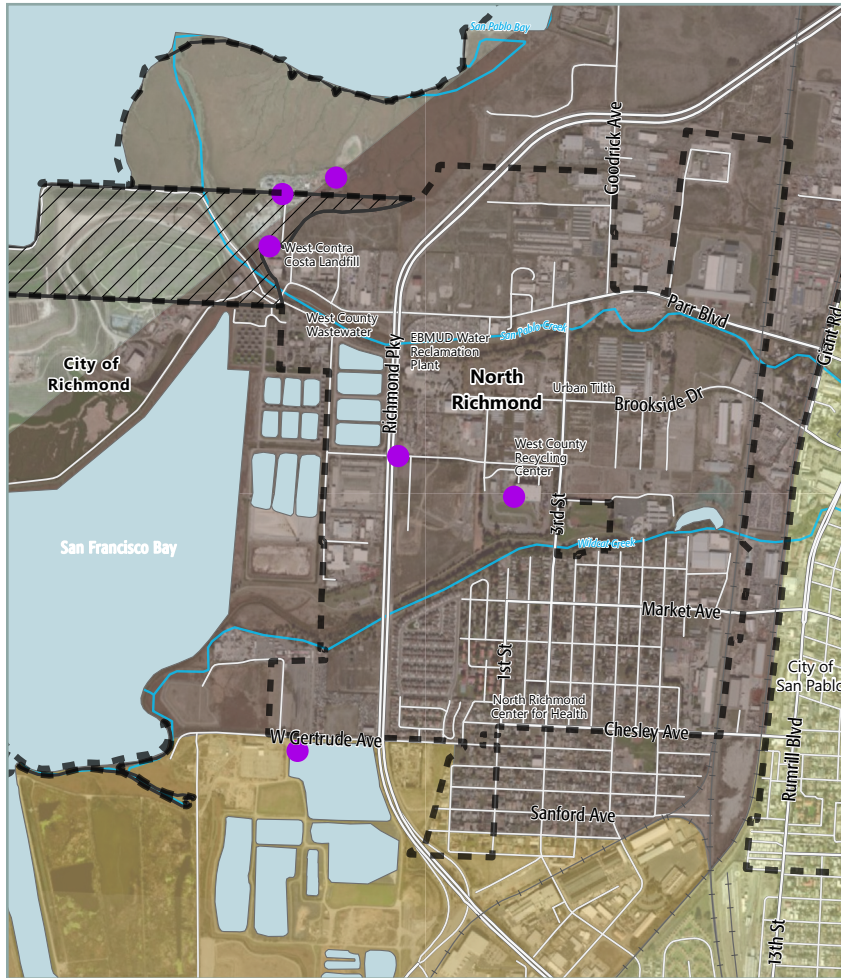 San Pablo Bay
Goodrick Ave
West Contra
Costa Landfill
West County
Wastewater
EBMUD Water
Reclamation
Plant
San Pablo Creek
Parr Blvd
Giant Rd
City of
Richmond
Richmond Pky
North
Richmond
Urban Tilth
Brookside Dr
West County
Recycling
Center
3rd St
San Francisco Bay
Wildcat Creek
Market Ave
1st St
City of
San Pablo
North Richmond
Center for Health
W Gertrude Ave
Chesley Ave
Rumrill Blvd
Sanford Ave
13th St